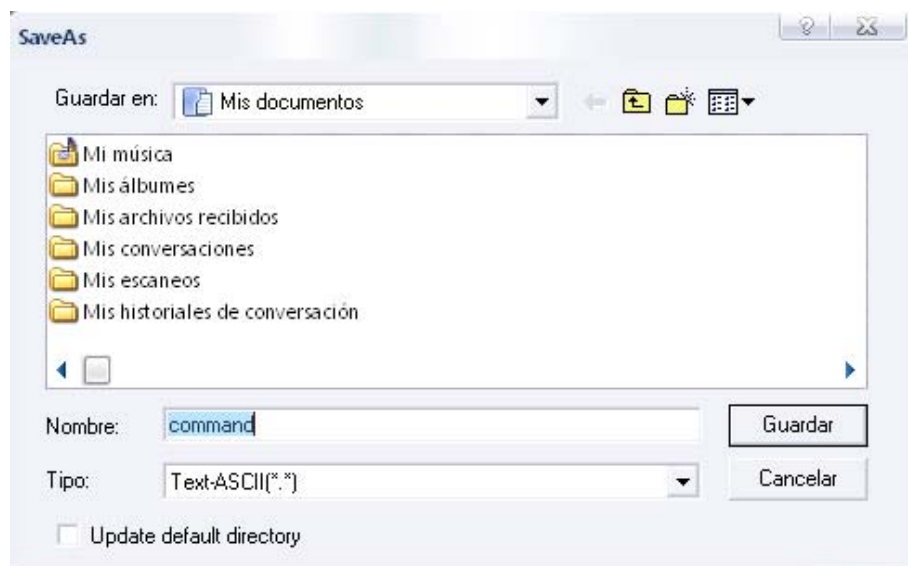 SaveAs
Guardar en: Mis documentos
Mi música
Mis álbumes
Mis archivos recibidos
Mis conversaciones
Mis escaneos
Mis historiales de conversación
Nombre: command Guardar
Tipo: Text-ASCII(*.*) Cancelar
Update default directory